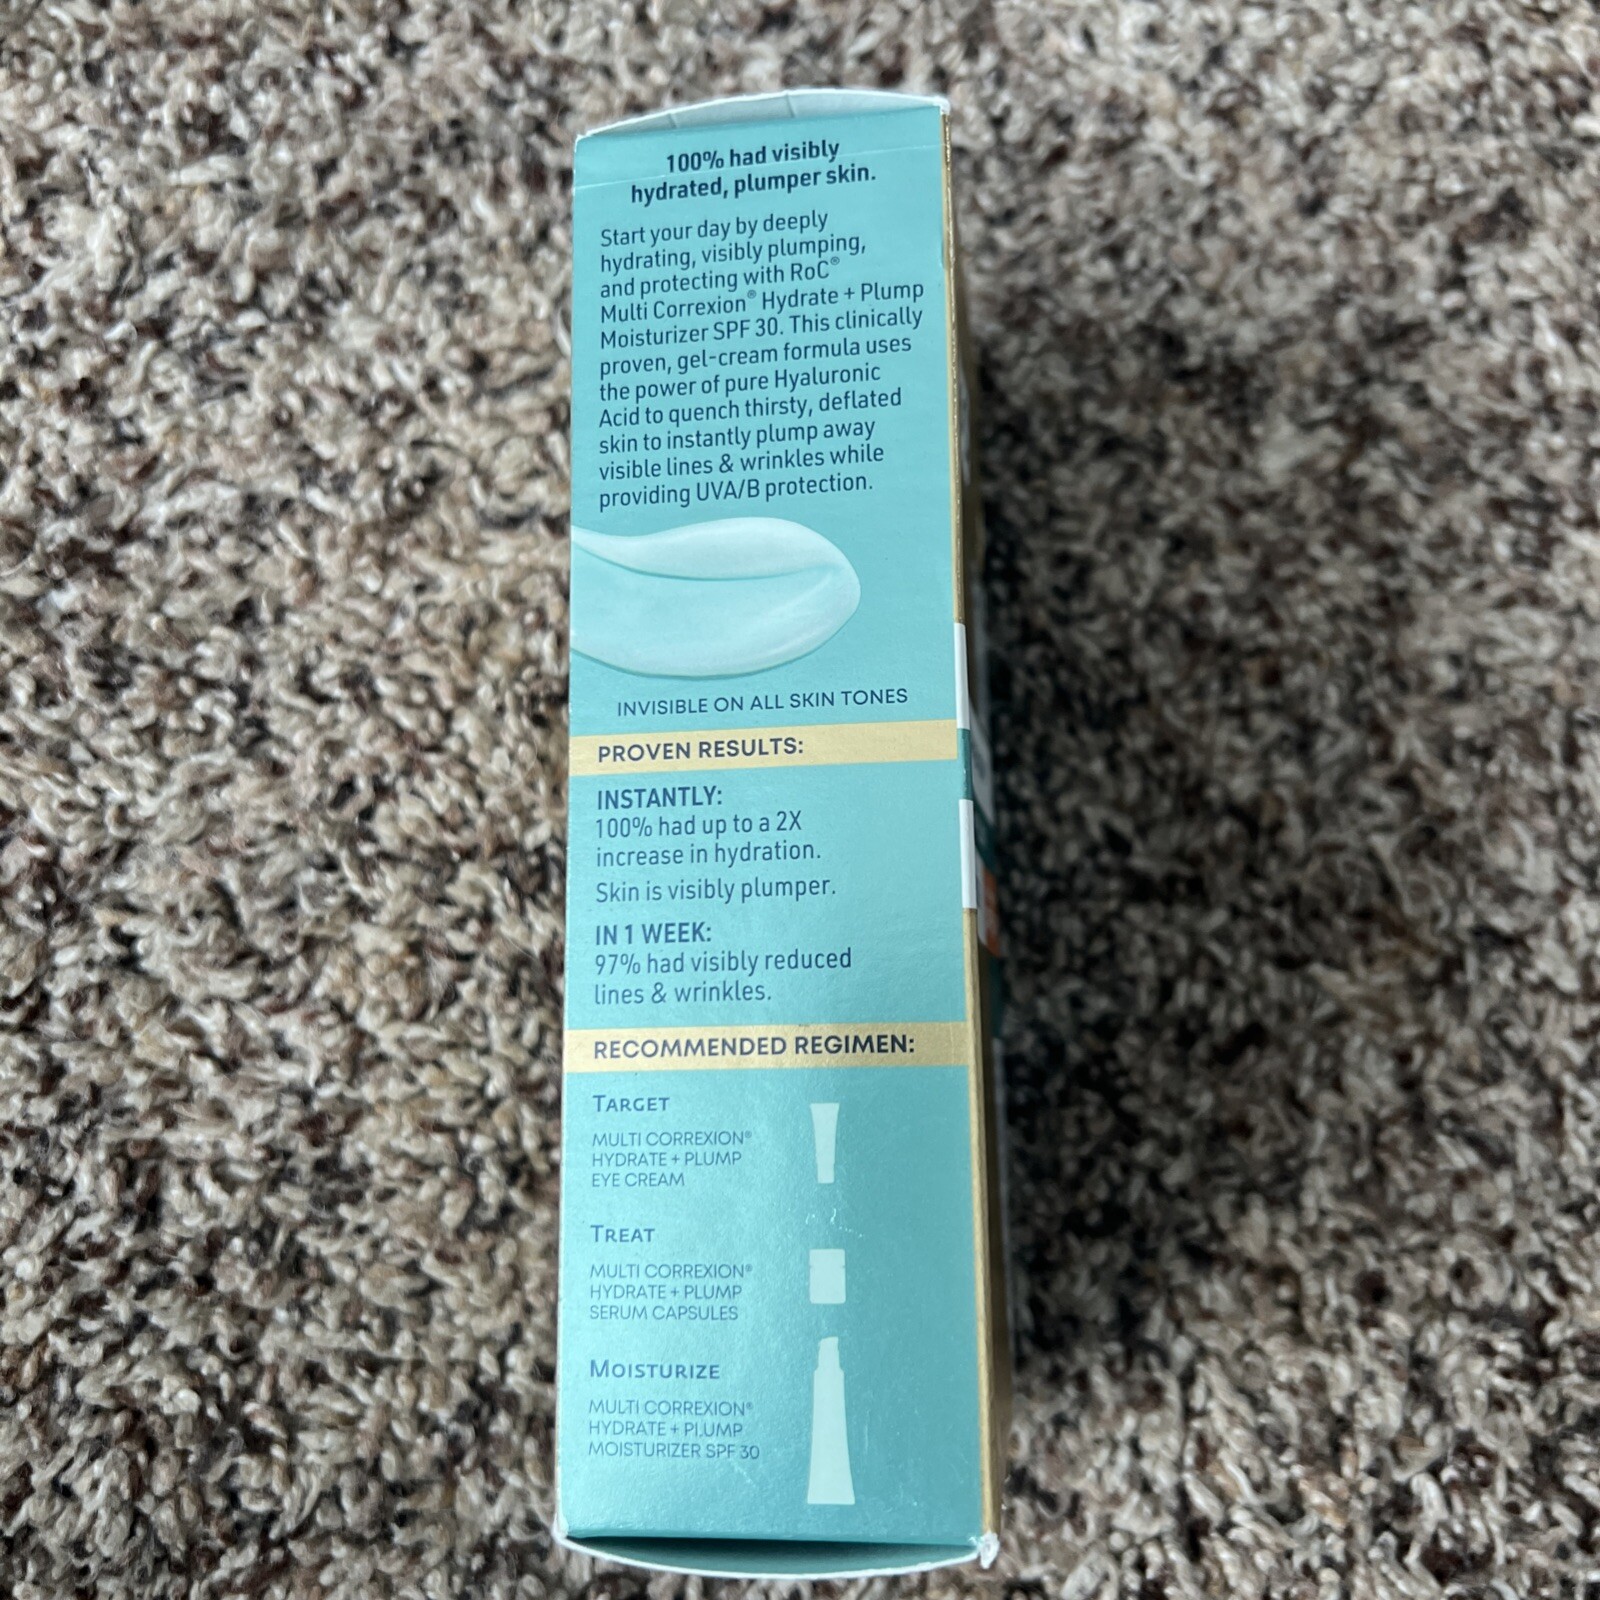 100% had visibly
hydrated, plumper skin.
Start your day by deeply
hydrating, visibly plumping,
and protecting with RoC®
Multi Correxion® Hydrate + Plump
Moisturizer SPF 30. This clinically
proven, gel-cream formula uses
the power of pure Hyaluronic
Acid to quench thirsty, deflated
skin to instantly plump away
visible lines & wrinkles while
providing UVA/B protection.
INVISIBLE ON ALL SKIN TONES
PROVEN RESULTS:
INSTANTLY:
100% had up to a 2X
increase in hydration.
Skin is visibly plumper.
IN 1 WEEK:
97% had visibly reduced
lines & wrinkles.
RECOMMENDED REGIMEN:
TARGET
MULTI CORREXION®
HYDRATE + PLUMP
EYE CREAM
TREAT
MULTI CORREXION®
HYDRATE + PLUMP
SERUM CAPSULES
MOISTURIZE
MULTI CORREXION®
HYDRATE + PLUMP
MOISTURIZER SPF 30